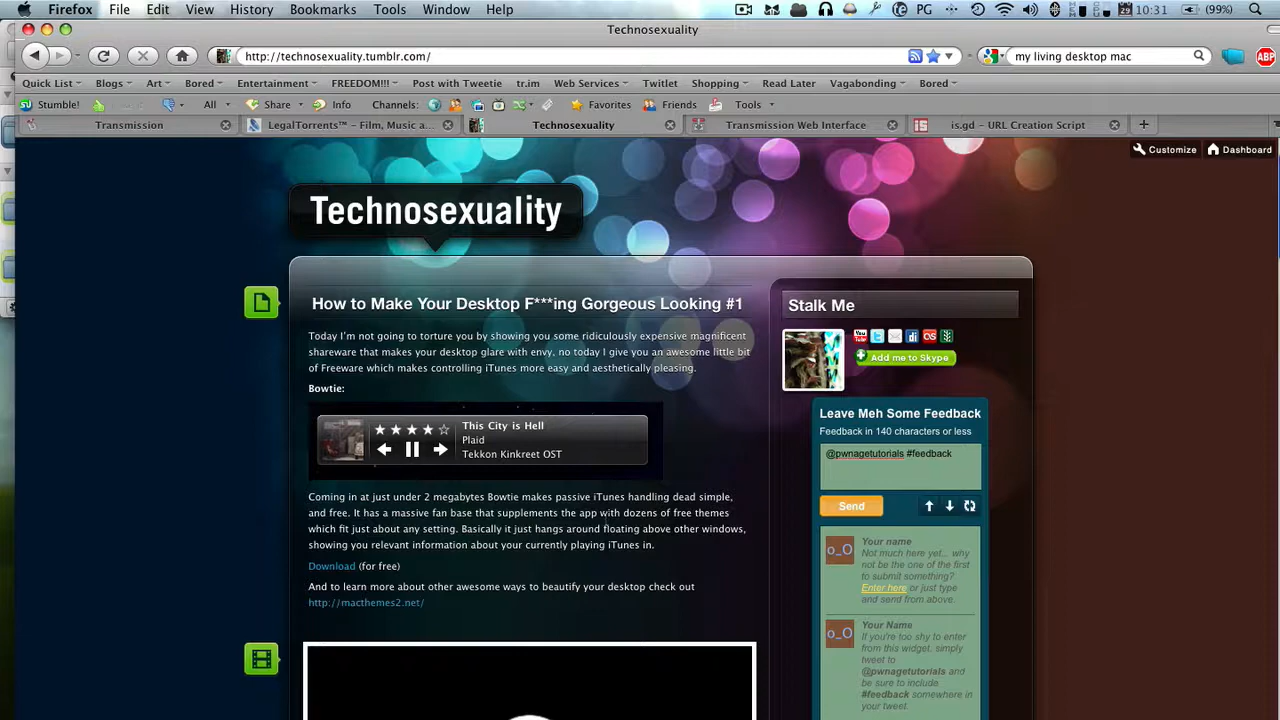 Firefox File Edit View History Bookmarks Tools Window Help PG 29 10:31 (99%)
Technosexuality
http://technosexuality.tumblr.com/ my living desktop mac ABP
Quick List Blogs Art Bored Entertainment FREEDOM!!! Post with Tweetie tr.im Web Services Twitlet Shopping Read Later Vagabonding Bored
Stumble! All Share Info Channels: Favorites Friends Tools
Transmission LegalTorrents™ – Film, Music a... Technosexuality Transmission Web Interface is.gd – URL Creation Script
Customize Dashboard
Technosexuality
How to Make Your Desktop F***ing Gorgeous Looking #1
Today I'm not going to torture you by showing you some ridiculously expensive magnificent
shareware that makes your desktop glare with envy, no today I give you an awesome little bit
of Freeware which makes controlling iTunes more easy and aesthetically pleasing.
Bowtie:
This City is Hell
Plaid
Tekkon Kinkreet OST
Coming in at just under 2 megabytes Bowtie makes passive iTunes handling dead simple,
and free. It has a massive fan base that supplements the app with dozens of free themes
which fit just about any setting. Basically it just hangs around floating above other windows,
showing you relevant information about your currently playing iTunes in.
Download (for free)
And to learn more about other awesome ways to beautify your desktop check out
http://macthemes2.net/
Stalk Me
You Tube
Add me to Skype
Leave Meh Some Feedback
Feedback in 140 characters or less
@pwnagetutorials #feedback
Send
o_O
Your name
Not much here yet... why
not be the one of the first
to submit something?
Enter here or just type
and send from above.
o_O
Your Name
If you're too shy to enter
from this widget. simply
tweet to
@pwnagetutorials and
be sure to include
#feedback somewhere in
your tweet.